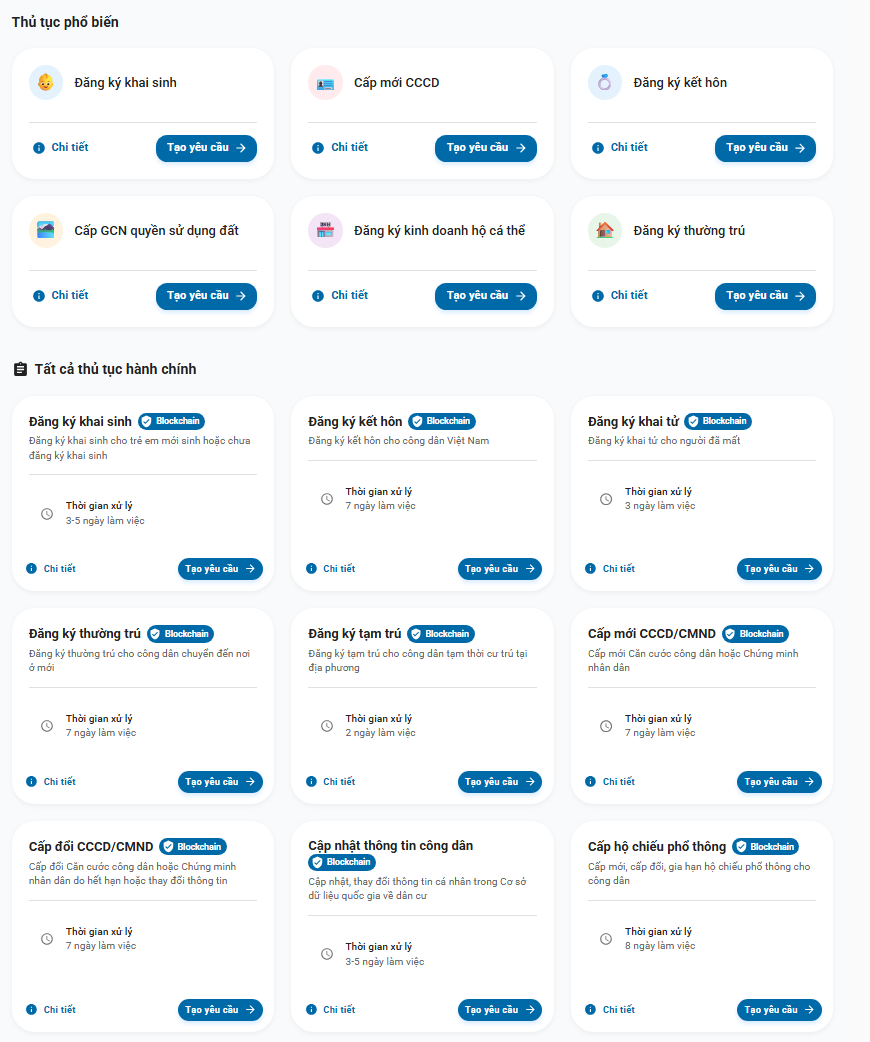 Thủ tục phổ biến
Đăng ký khai sinh
Chi tiết
Tạo yêu cầu
Cấp mới CCCD
Chi tiết
Tạo yêu cầu
Đăng ký kết hôn
Chi tiết
Tạo yêu cầu
Cấp GCN quyền sử dụng đất
Chi tiết
Tạo yêu cầu
Đăng ký kinh doanh hộ cá thể
Chi tiết
Tạo yêu cầu
Đăng ký thường trú
Chi tiết
Tạo yêu cầu
Tất cả thủ tục hành chính
Đăng ký khai sinh Blockchain
Đăng ký khai sinh cho trẻ em mới sinh hoặc chưa
đăng ký khai sinh
Thời gian xử lý
3-5 ngày làm việc
Chi tiết
Tạo yêu cầu
Đăng ký kết hôn Blockchain
Đăng ký kết hôn cho công dân Việt Nam
Thời gian xử lý
7 ngày làm việc
Chi tiết
Tạo yêu cầu
Đăng ký khai tử Blockchain
Đăng ký khai tử cho người đã mất
Thời gian xử lý
3 ngày làm việc
Chi tiết
Tạo yêu cầu
Đăng ký thường trú Blockchain
Đăng ký thường trú cho công dân chuyển đến nơi
ở mới
Thời gian xử lý
7 ngày làm việc
Chi tiết
Tạo yêu cầu
Đăng ký tạm trú Blockchain
Đăng ký tạm trú cho công dân tạm thời cư trú tại
địa phương
Thời gian xử lý
2 ngày làm việc
Chi tiết
Tạo yêu cầu
Cấp mới CCCD/CMND Blockchain
Cấp mới Căn cước công dân hoặc Chứng minh
nhân dân
Thời gian xử lý
7 ngày làm việc
Chi tiết
Tạo yêu cầu
Cấp đổi CCCD/CMND Blockchain
Cấp đổi Căn cước công dân hoặc Chứng minh
nhân dân do hết hạn hoặc thay đổi thông tin
Thời gian xử lý
7 ngày làm việc
Chi tiết
Tạo yêu cầu
Cập nhật thông tin công dân
Blockchain
Cập nhật, thay đổi thông tin cá nhân trong Cơ sở
dữ liệu quốc gia về dân cư
Thời gian xử lý
3-5 ngày làm việc
Chi tiết
Tạo yêu cầu
Cấp hộ chiếu phổ thông Blockchain
Cấp mới, cấp đổi, gia hạn hộ chiếu phổ thông cho
công dân
Thời gian xử lý
8 ngày làm việc
Chi tiết
Tạo yêu cầu